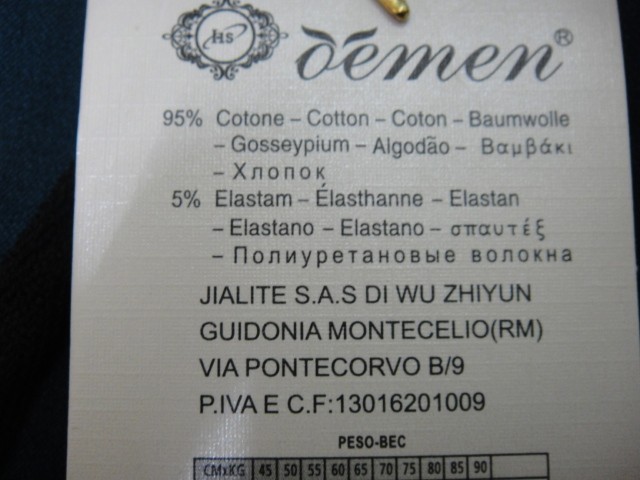 HS
ðemen®
95% Cotone – Cotton – Coton – Baumwolle
– Gosseypium – Algodão – Βαμβάκι
– Хлопок
5% Elastam – Élasthanne – Elastan
– Elastano – Elastano – σπαυτέξ
– Полиуретановые волокна
JIALITE S.A.S DI WU ZHIYUN
GUIDONIA MONTECELIO(RM)
VIA PONTECORVO B/9
P.IVA E C.F:13016201009
PESO-BEC
CMxKG 45 50 55 60 65 70 75 80 85 90